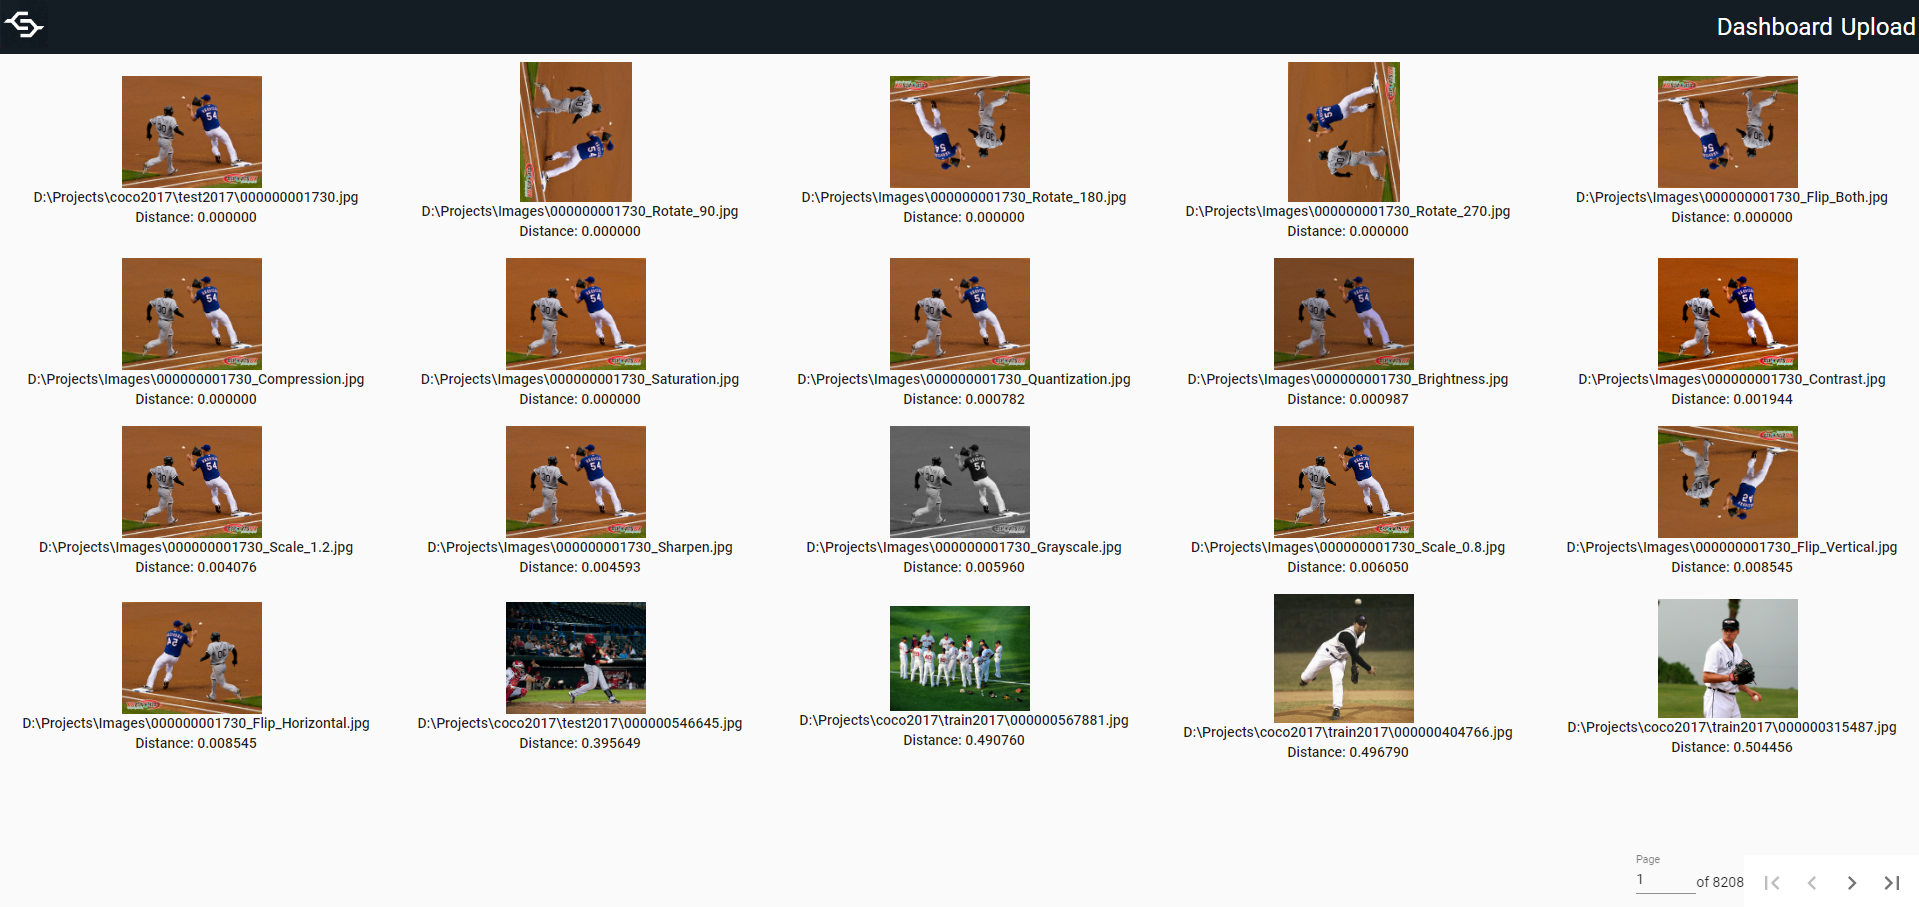 Dashboard Upload
D:\Projects\coco2017\test2017\000000001730.jpg
Distance: 0.000000
D:\Projects\Images\000000001730_Rotate_90.jpg
Distance: 0.000000
D:\Projects\Images\000000001730_Rotate_180.jpg
Distance: 0.000000
D:\Projects\Images\000000001730_Rotate_270.jpg
Distance: 0.000000
D:\Projects\Images\000000001730_Flip_Both.jpg
Distance: 0.000000
D:\Projects\Images\000000001730_Compression.jpg
Distance: 0.000000
D:\Projects\Images\000000001730_Saturation.jpg
Distance: 0.000000
D:\Projects\Images\000000001730_Quantization.jpg
Distance: 0.000782
D:\Projects\Images\000000001730_Brightness.jpg
Distance: 0.000987
D:\Projects\Images\000000001730_Contrast.jpg
Distance: 0.001944
D:\Projects\Images\000000001730_Scale_1.2.jpg
Distance: 0.004076
D:\Projects\Images\000000001730_Sharpen.jpg
Distance: 0.004593
D:\Projects\Images\000000001730_Grayscale.jpg
Distance: 0.005960
D:\Projects\Images\000000001730_Scale_0.8.jpg
Distance: 0.006050
D:\Projects\Images\000000001730_Flip_Vertical.jpg
Distance: 0.008545
D:\Projects\Images\000000001730_Flip_Horizontal.jpg
Distance: 0.008545
D:\Projects\coco2017\test2017\000000546645.jpg
Distance: 0.395649
D:\Projects\coco2017\train2017\000000567881.jpg
Distance: 0.490760
D:\Projects\coco2017\train2017\000000404766.jpg
Distance: 0.496790
D:\Projects\coco2017\train2017\000000315487.jpg
Distance: 0.504456
Page
1 of 8208